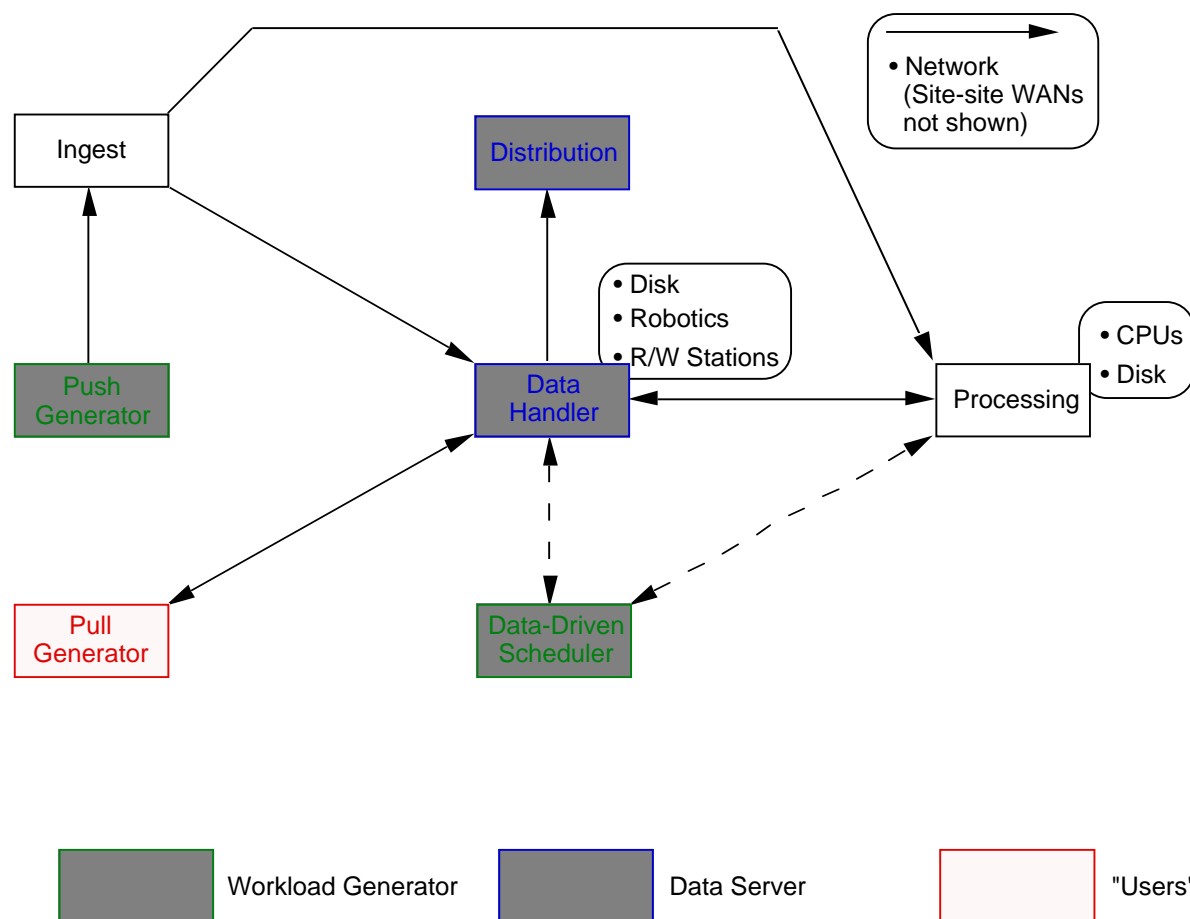 • Network
(Site-site WANs
not shown)
Ingest
Distribution
• Disk
• Robotics
• R/W Stations
• CPUs
• Disk
Push
Generator
Data
Handler
Processing
Pull
Generator
Data-Driven
Scheduler
Workload Generator
Data Server
"Users"